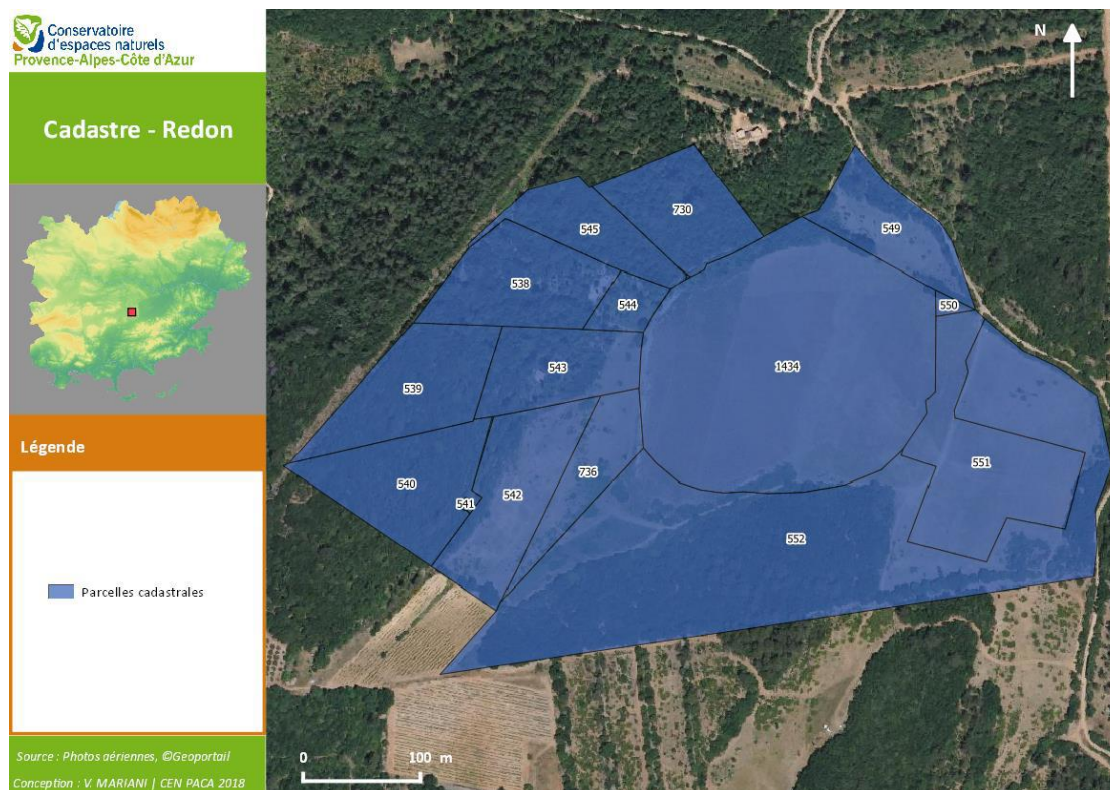 Conservatoire
d'espaces naturels
Provence-Alpes-Côte d'Azur
Cadastre - Redon
Légende
Parcelles cadastrales
Source : Photos aériennes, ©Geoportail
Conception : V. MARIANI | CEN PACA 2018
N
730
545
549
538
544
550
543
1434
539
551
540
736
542
541
552
0 100 m